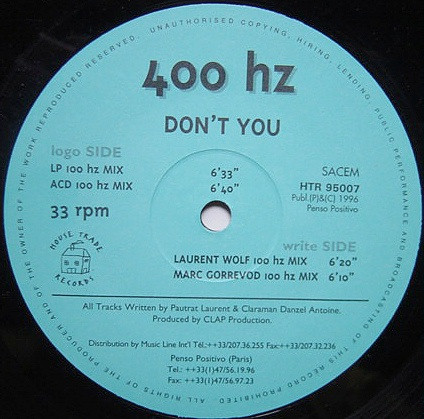 ALL RIGHTS OF THE PRODUCER AND OF THE OWNER OF THE WORK REPRODUCED RESERVED. UNAUTHORISED COPYING, HIRING, LENDING, PUBLIC PERFORMANCE AND BROADCASTING OF THIS RECORD PROHIBITED.
400 hz
DON'T YOU
logo SIDE
LP 100 hz MIX 6'33"
ACD 100 hz MIX 6'40"
33 rpm
SACEM
HTR 95007
Publ.(P)&(C) 1996
Penso Positivo
HOUSE TRADE
RECORDS
write SIDE
LAURENT WOLF 100 hz MIX 6'20"
MARC GORREVOD 100 hz MIX 6'10"
All Tracks Written by Pautrat Laurent & Claraman Danzel Antoine.
Produced by CLAP Production.
Distribution by Music Line Int'l Tél.:++33/207.36.255 Fax:++33/207.32.236
Penso Positivo (Paris)
Tel.: ++33(1)47/56.19.96
Fax: ++33(1)47/56.97.23